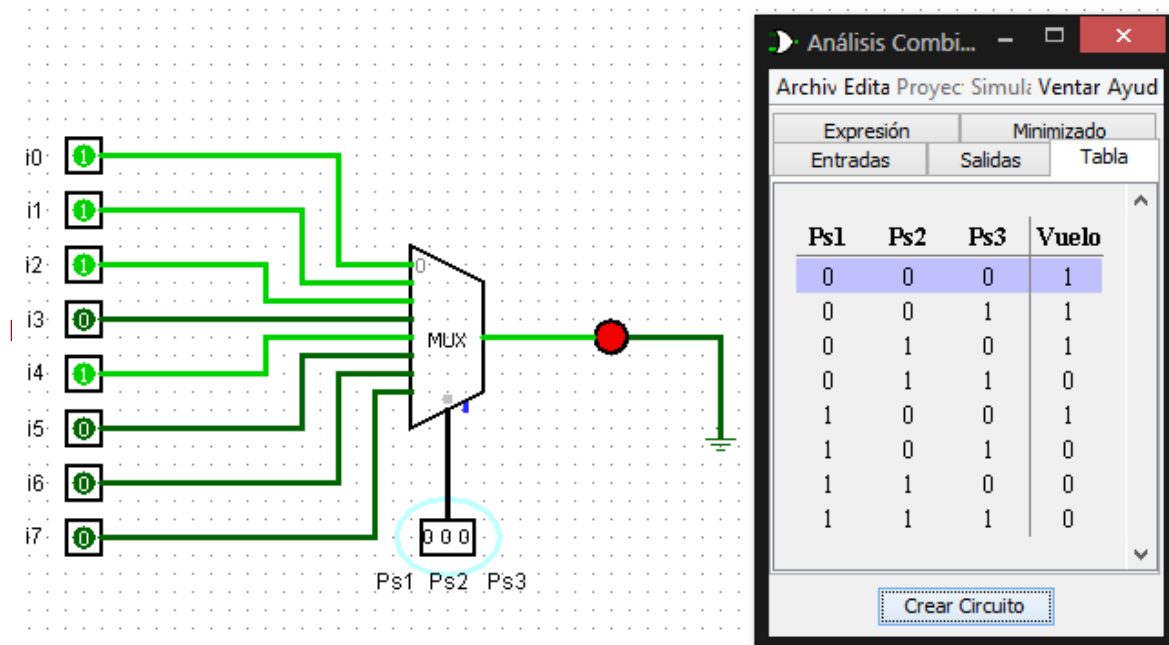 i0 1
i1 1
i2 1
i3 0
i4 1
i5 0
i6 0
i7 0
0
MUX
0 0 0
Ps1 Ps2 Ps3
Análisis Combi...
Archiv Edita Proyec Simula Ventar Ayud
Expresión Minimizado
Entradas Salidas Tabla
Ps1 Ps2 Ps3 Vuelo
0 0 0 1
0 0 1 1
0 1 0 1
0 1 1 0
1 0 0 1
1 0 1 0
1 1 0 0
1 1 1 0
Crear Circuito